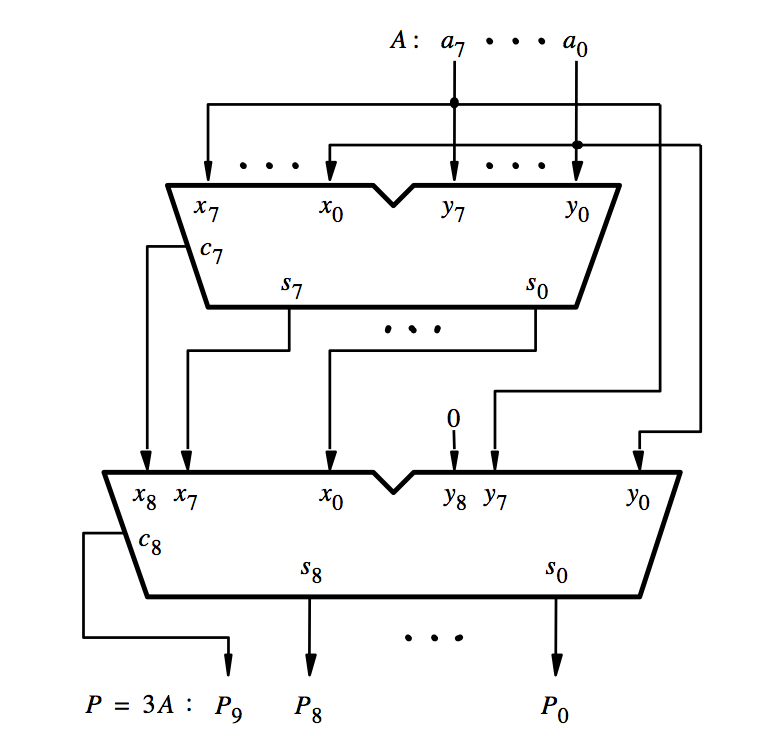 A : a7 • • • a0
• • • • • •
x7 x0 y7 y0
c7
s7 s0
• • •
0
x8 x7 x0 y8 y7 y0
c8
s8 s0
• • •
P = 3A : P9 P8 P0